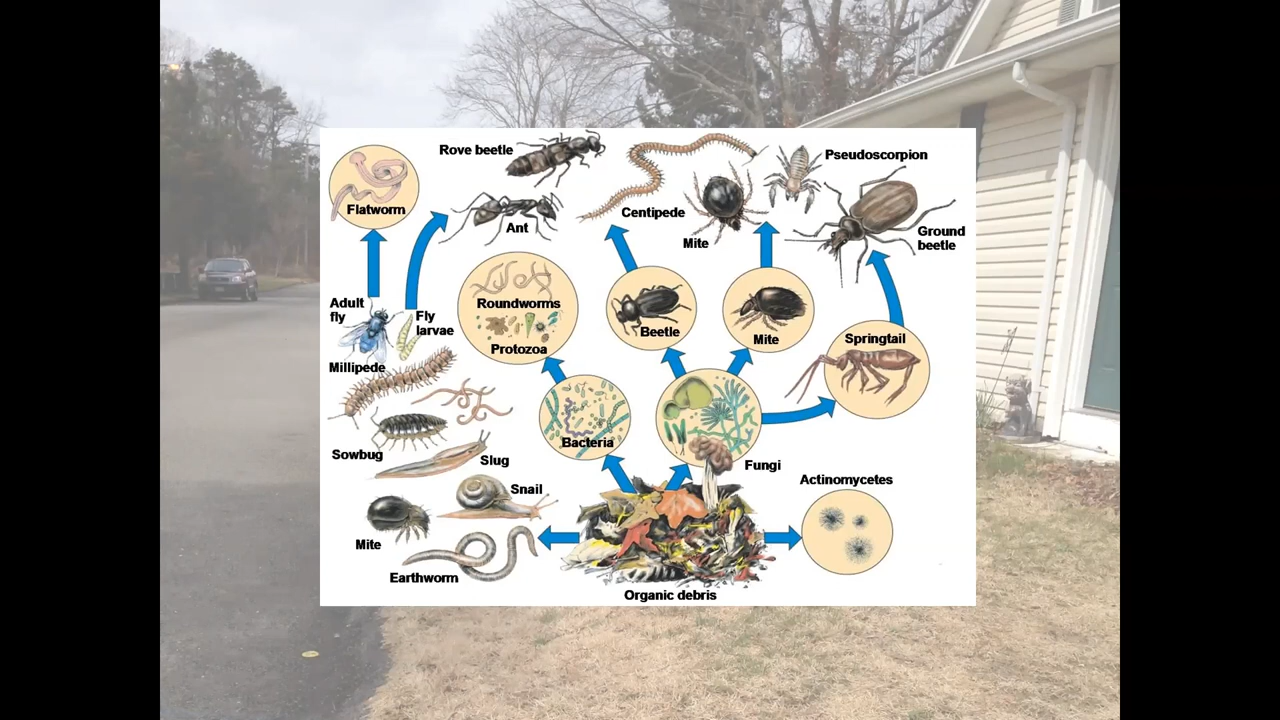 Rove beetle
Pseudoscorpion
Flatworm
Centipede
Ant
Mite
Ground
beetle
Adult
fly
Fly
larvae
Roundworms
Protozoa
Beetle
Mite
Springtail
Millipede
Bacteria
Sowbug
Slug
Fungi
Snail
Actinomycetes
Mite
Earthworm
Organic debris